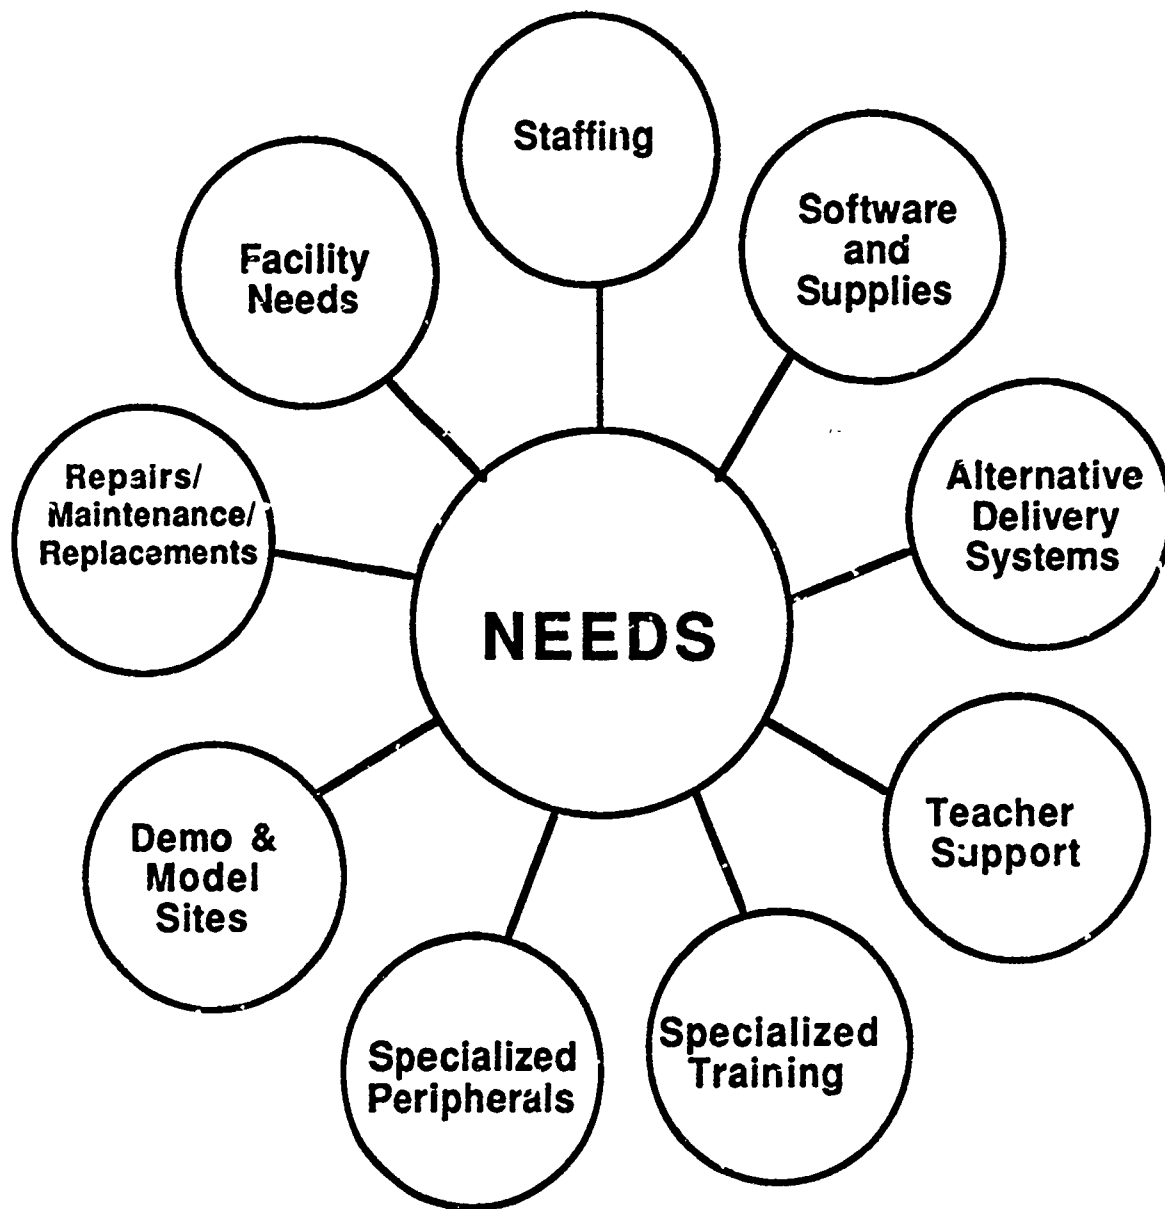 Staffing
Software
and
Supplies
Facility
Needs
Alternative
Delivery
Systems
Repairs/
Maintenance/
Replacements
NEEDS
Teacher
Support
Demo &
Model
Sites
Specialized
Training
Specialized
Peripherals